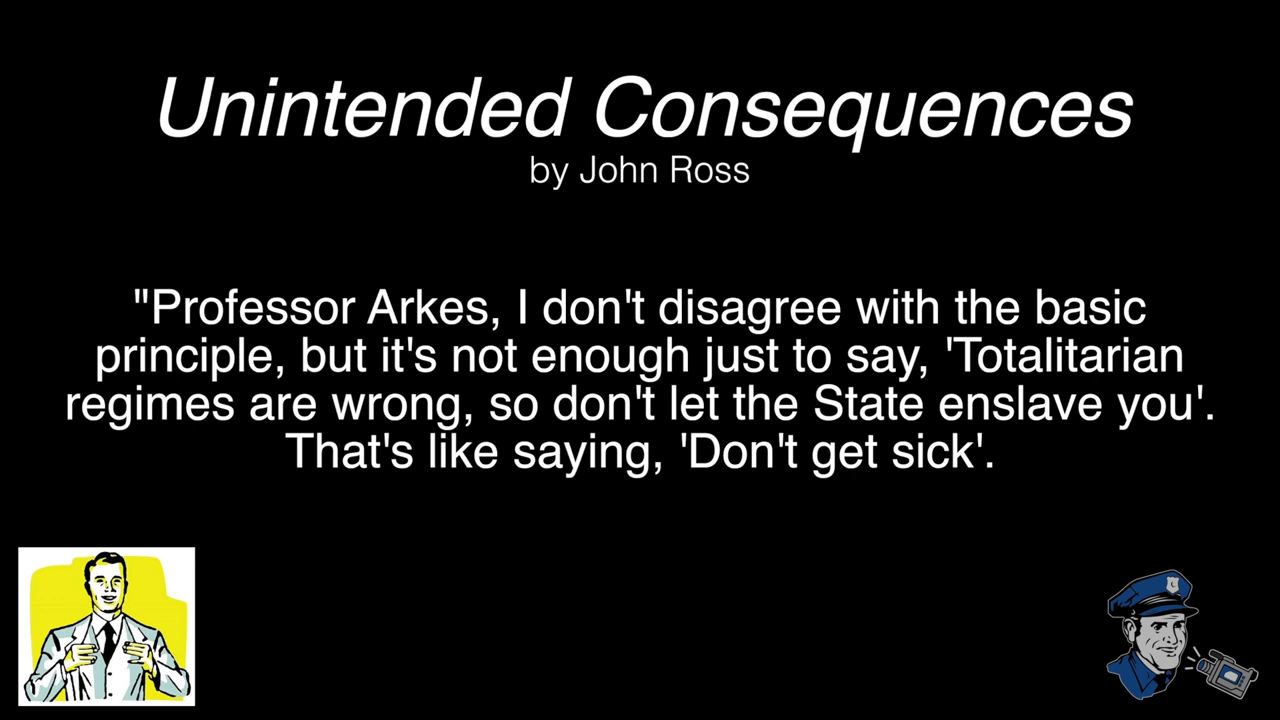 Unintended Consequences
by John Ross
"Professor Arkes, I don't disagree with the basic
principle, but it's not enough just to say, 'Totalitarian
regimes are wrong, so don't let the State enslave you'.
That's like saying, 'Don't get sick'.